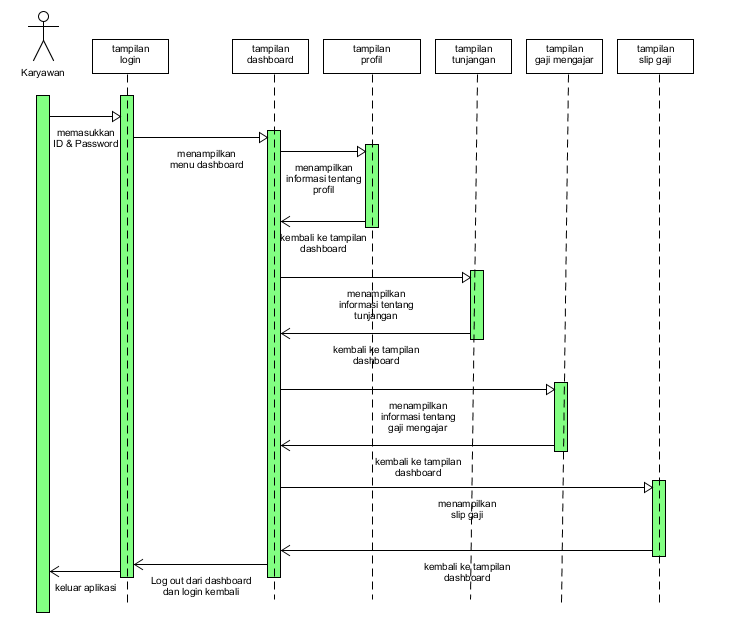 Karyawan
tampilan
login
tampilan
dashboard
tampilan
profil
tampilan
tunjangan
tampilan
gaji mengajar
tampilan
slip gaji
memasukkan
ID & Password
menampilkan
menu dashboard
menampilkan
informasi tentang
profil
kembali ke tampilan
dashboard
menampilkan
informasi tentang
tunjangan
kembali ke tampilan
dashboard
menampilkan
informasi tentang
gaji mengajar
kembali ke tampilan
dashboard
menampilkan
slip gaji
kembali ke tampilan
dashboard
Log out dari dashboard
dan login kembali
keluar aplikasi